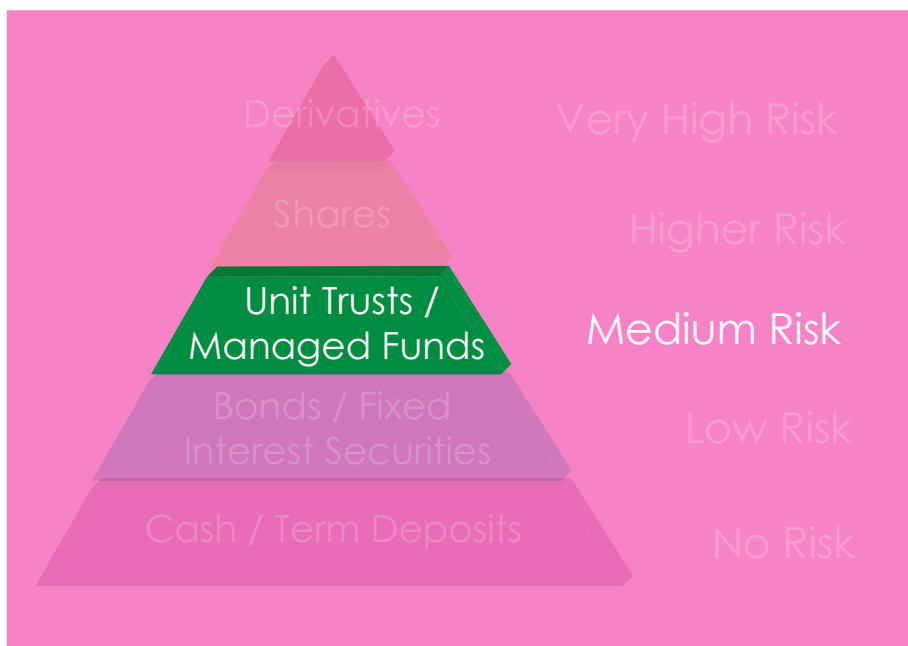 Derivatives
Very High Risk
Shares
Higher Risk
Unit Trusts /
Managed Funds
Medium Risk
Bonds / Fixed
Interest Securities
Low Risk
Cash / Term Deposits
No Risk